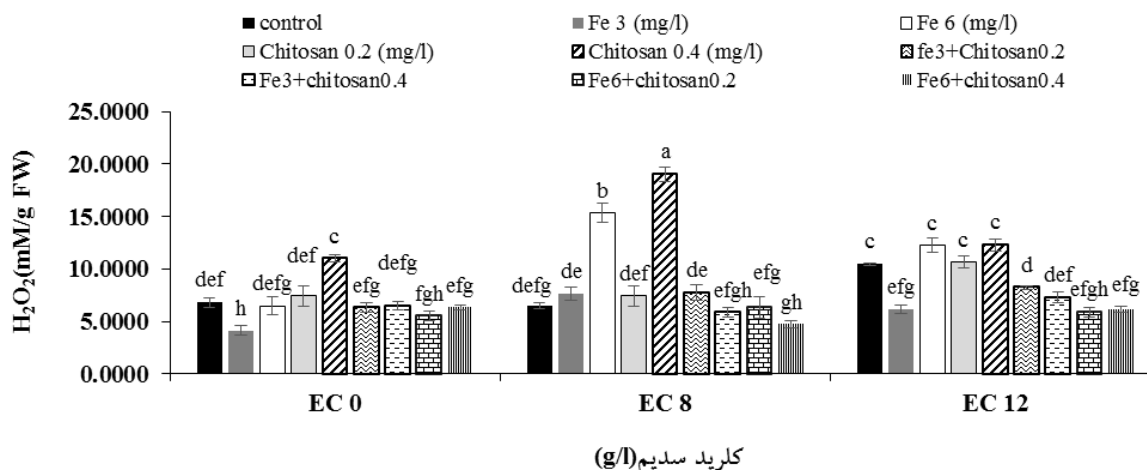 control Fe 3 (mg/l) Fe 6 (mg/l)
Chitosan 0.2 (mg/l) Chitosan 0.4 (mg/l) fe3+Chitosan0.2
Fe3+chitosan0.4 Fe6+chitosan0.2 Fe6+chitosan0.4
H₂O₂(mM/g FW)
25.0000
20.0000
15.0000
10.0000
5.0000
0.0000
def h defg def c efg defg fgh efg
defg de b def a de efgh efg gh
c efg c c c d def efgh efg
EC 0 EC 8 EC 12
کلرید سدیم(g/l)